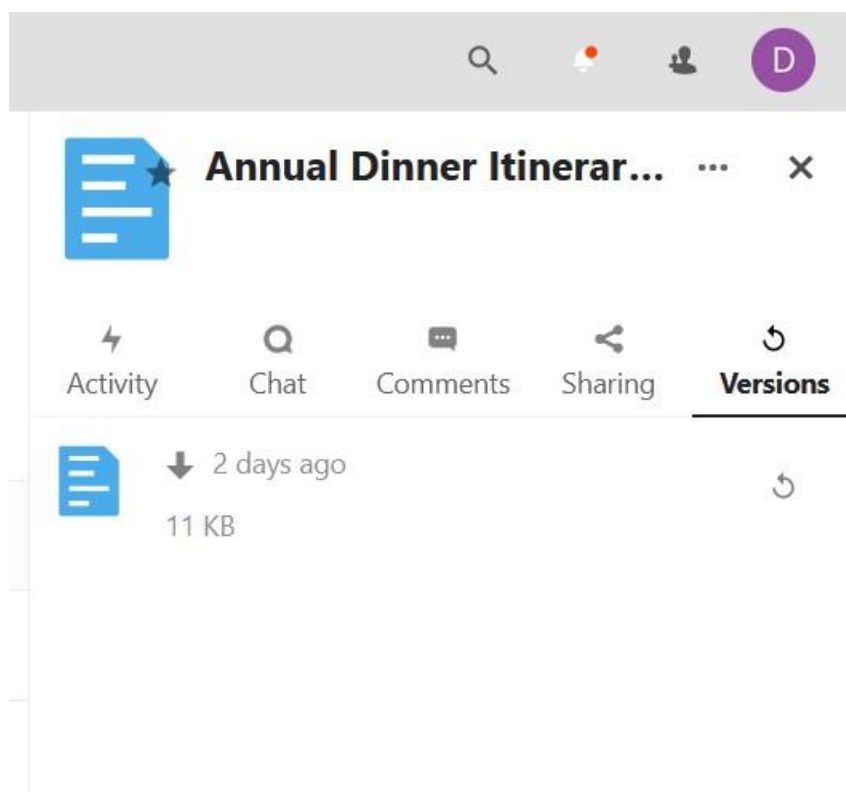 D
Annual Dinner Itinerar...
Activity Chat Comments Sharing Versions
2 days ago
11 KB